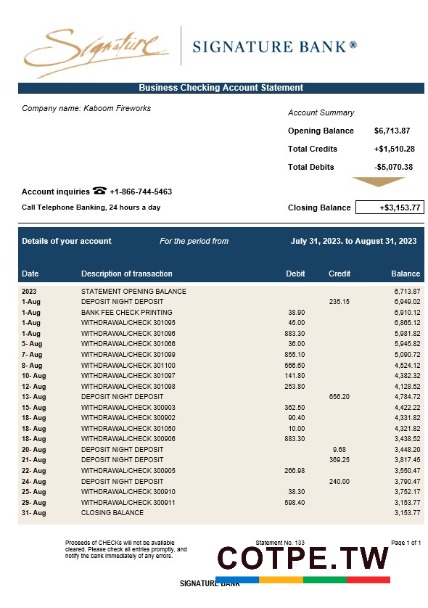 Signature
SIGNATURE BANK®
Business Checking Account Statement
Company name: Kaboom Fireworks
Account Summary
Opening Balance $6,713.87
Total Credits +$1,510.28
Total Debits -$5,070.38
Account inquiries ☎ +1-866-744-5463
Call Telephone Banking, 24 hours a day
Closing Balance +$3,153.77
Details of your account For the period from July 31, 2023. to August 31, 2023
Date Description of transaction Debit Credit Balance
2023 STATEMENT OPENING BALANCE 6,713.87
1-Aug DEPOSIT NIGHT DEPOSIT 235.15 6,949.02
1-Aug BANK FEE CHECK PRINTING 38.90 6,910.12
1-Aug WITHDRAWAL/CHECK 301095 45.00 6,865.12
1-Aug WITHDRAWAL/CHECK 301096 883.30 5,981.82
5- Aug WITHDRAWAL/CHECK 301066 36.00 5,945.82
7- Aug WITHDRAWAL/CHECK 301099 855.10 5,090.72
8- Aug WITHDRAWAL/CHECK 301100 566.60 4,524.12
10- Aug WITHDRAWAL/CHECK 301097 141.80 4,382.32
12- Aug WITHDRAWAL/CHECK 301098 253.80 4,128.52
13- Aug DEPOSIT NIGHT DEPOSIT 656.20 4,784.72
15- Aug WITHDRAWAL/CHECK 300903 362.50 4,422.22
18- Aug WITHDRAWAL/CHECK 300902 90.40 4,331.82
18- Aug WITHDRAWAL/CHECK 301050 10.00 4,321.82
18- Aug WITHDRAWAL/CHECK 300906 883.30 3,438.52
20- Aug DEPOSIT NIGHT DEPOSIT 9.68 3,448.20
21- Aug DEPOSIT NIGHT DEPOSIT 369.25 3,817.45
22- Aug WITHDRAWAL/CHECK 300905 266.98 3,550.47
24- Aug DEPOSIT NIGHT DEPOSIT 240.00 3,790.47
25- Aug WITHDRAWAL/CHECK 300910 38.30 3,752.17
29- Aug WITHDRAWAL/CHECK 300911 598.40 3,153.77
31- Aug CLOSING BALANCE 3,153.77
Proceeds of CHECKs will not be available Statement No. 133 Page 1 of 1
cleared. Please check all entries promptly, and
notify the bank immediately of any errors.
COTPE.TW
SIGNATURE BANK